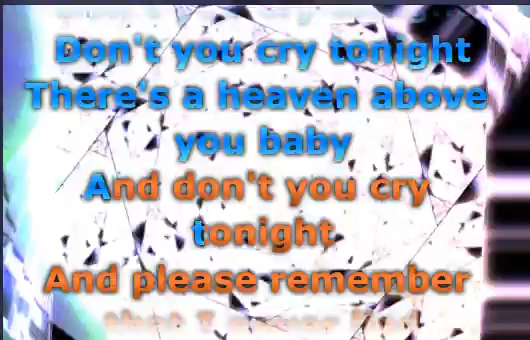 Don't you cry tonight
There's a heaven above
you baby
And don't you cry
tonight
And please remember